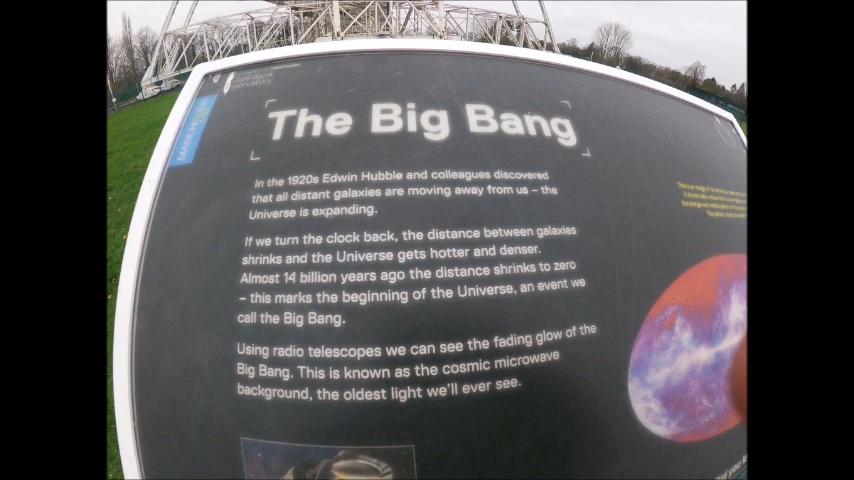 The Big Bang
In the 1920s Edwin Hubble and colleagues discovered
that all distant galaxies are moving away from us – the
Universe is expanding.
If we turn the clock back, the distance between galaxies
shrinks and the Universe gets hotter and denser.
Almost 14 billion years ago the distance shrinks to zero
– this marks the beginning of the Universe, an event we
call the Big Bang.
Using radio telescopes we can see the fading glow of the
Big Bang. This is known as the cosmic microwave
background, the oldest light we'll ever see.